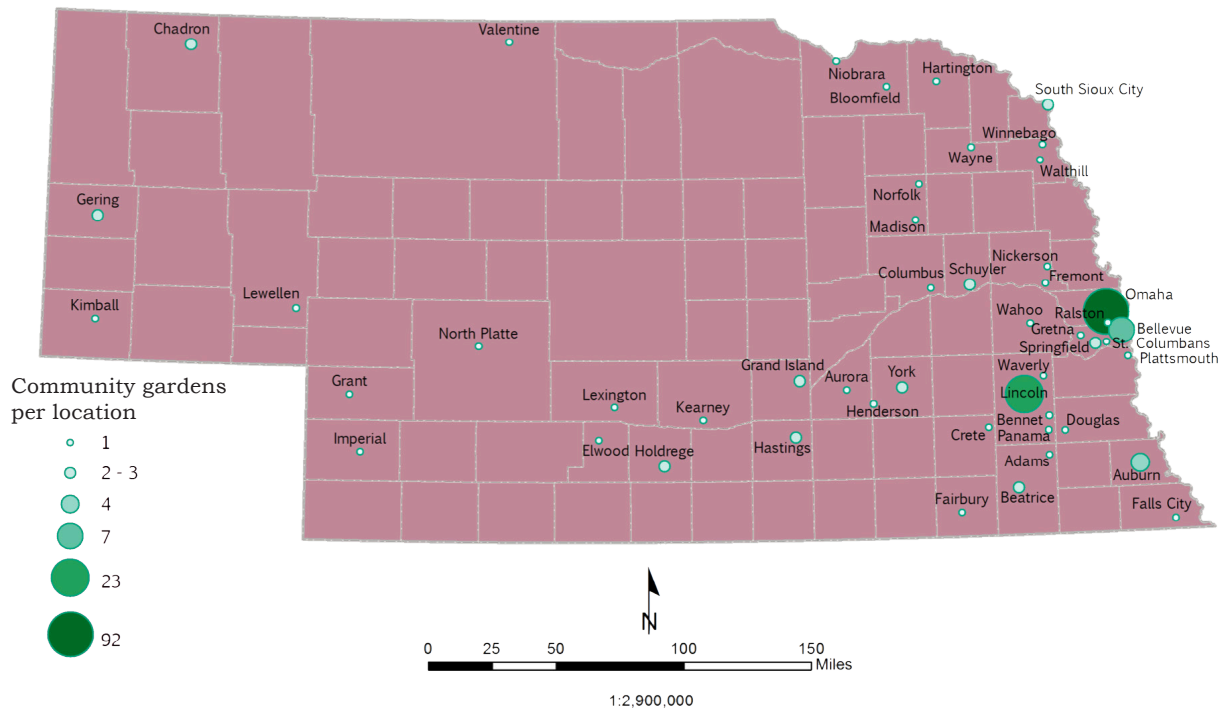 Chadron
Valentine
Niobrara
Hartington
Bloomfield
South Sioux City
Winnebago
Wayne
Walthill
Gering
Norfolk
Madison
Nickerson
Columbus
Schuyler
Fremont
Lewellen
Omaha
Kimball
Wahoo
Ralston
North Platte
Gretna
Bellevue
Springfield
St. Columbans
Plattsmouth
Grand Island
Waverly
Grant
Aurora
York
Lincoln
Lexington
Kearney
Henderson
Bennet
Douglas
Imperial
Elwood
Holdrege
Hastings
Crete
Panama
Adams
Auburn
Fairbury
Beatrice
Falls City
Community gardens
per location
1
2 - 3
4
7
23
92
N
0 25 50 100 150
Miles
1:2,900,000